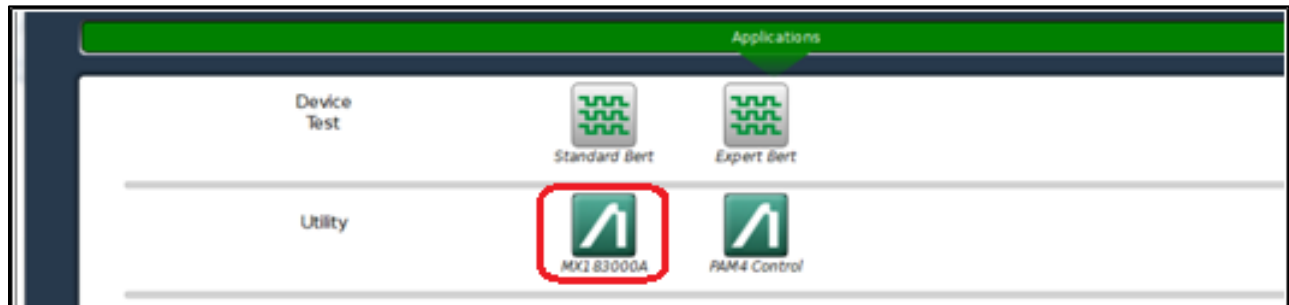 Applications
Device
Test
Standard Bert
Expert Bert
Utility
MX183000A
PAM4 Control